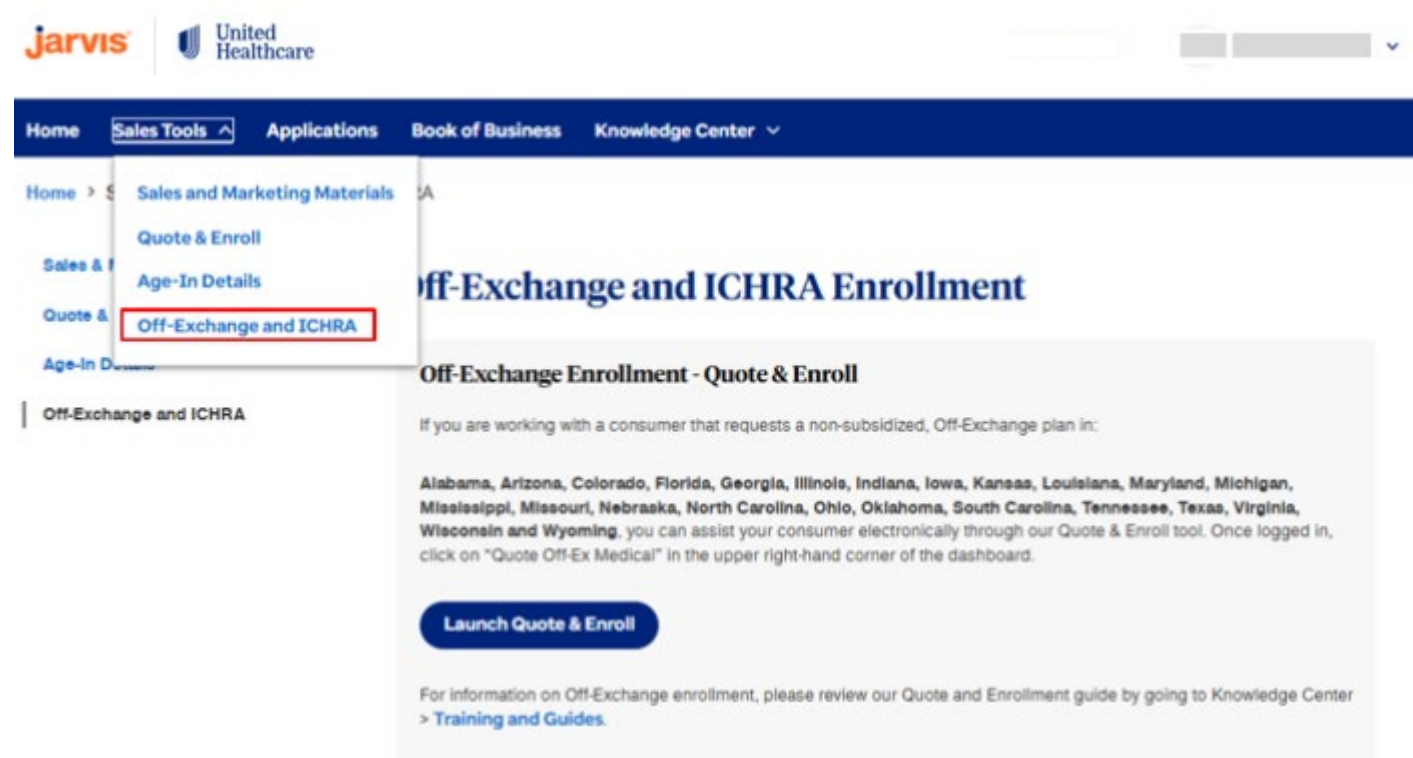 jarvis
United
Healthcare
Home Sales Tools Applications Book of Business Knowledge Center
Home > S
Sales and Marketing Materials
Quote & Enroll
Age-In Details
Off-Exchange and ICHRA
Sales &
Quote &
Age-In
Off-Exchange and ICHRA
ff-Exchange and ICHRA Enrollment
Off-Exchange Enrollment - Quote & Enroll
If you are working with a consumer that requests a non-subsidized, Off-Exchange plan in:
Alabama, Arizona, Colorado, Florida, Georgia, Illinois, Indiana, Iowa, Kansas, Louisiana, Maryland, Michigan,
Mississippi, Missouri, Nebraska, North Carolina, Ohio, Oklahoma, South Carolina, Tennessee, Texas, Virginia,
Wisconsin and Wyoming, you can assist your consumer electronically through our Quote & Enroll tool. Once logged in,
click on "Quote Off-Ex Medical" in the upper right-hand corner of the dashboard.
Launch Quote & Enroll
For information on Off-Exchange enrollment, please review our Quote and Enrollment guide by going to Knowledge Center
> Training and Guides.